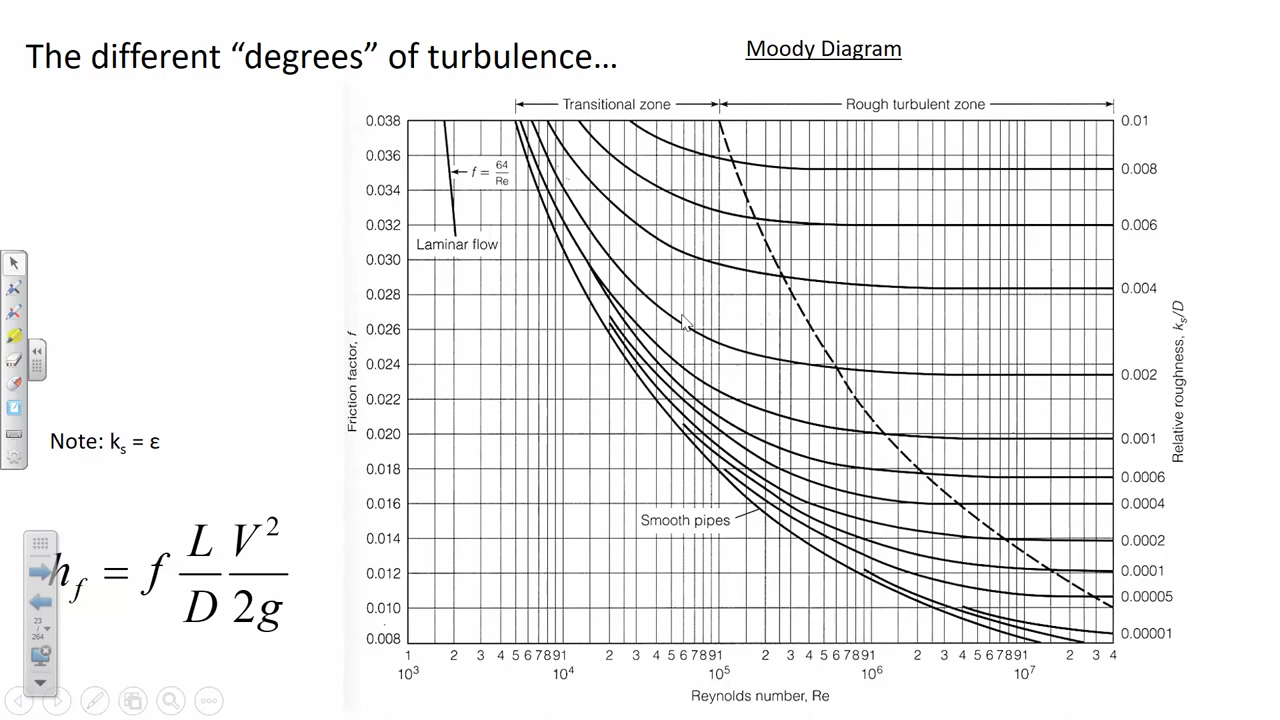 The different “degrees” of turbulence…
Moody Diagram
Transitional zone
Rough turbulent zone
0.038
0.036
0.034
0.032
0.030
0.028
0.026
0.024
0.022
0.020
0.018
0.016
0.014
0.012
0.010
0.008
Friction factor, f
f = 64/Re
Laminar flow
Smooth pipes
0.01
0.008
0.006
0.004
0.002
0.001
0.0006
0.0004
0.0002
0.0001
0.00005
0.00001
Relative roughness, kₛ/D
1 2 3 4 5 6 7 8 9 1 2 3 4 5 6 7 8 9 1 2 3 4 5 6 7 8 9 1 2 3 4 5 6 7 8 9 1 2 3 4
10³ 10⁴ 10⁵ 10⁶ 10⁷
Reynolds number, Re
Note: kₛ = ε
h_f = f L/D V²/2g
23
/
264